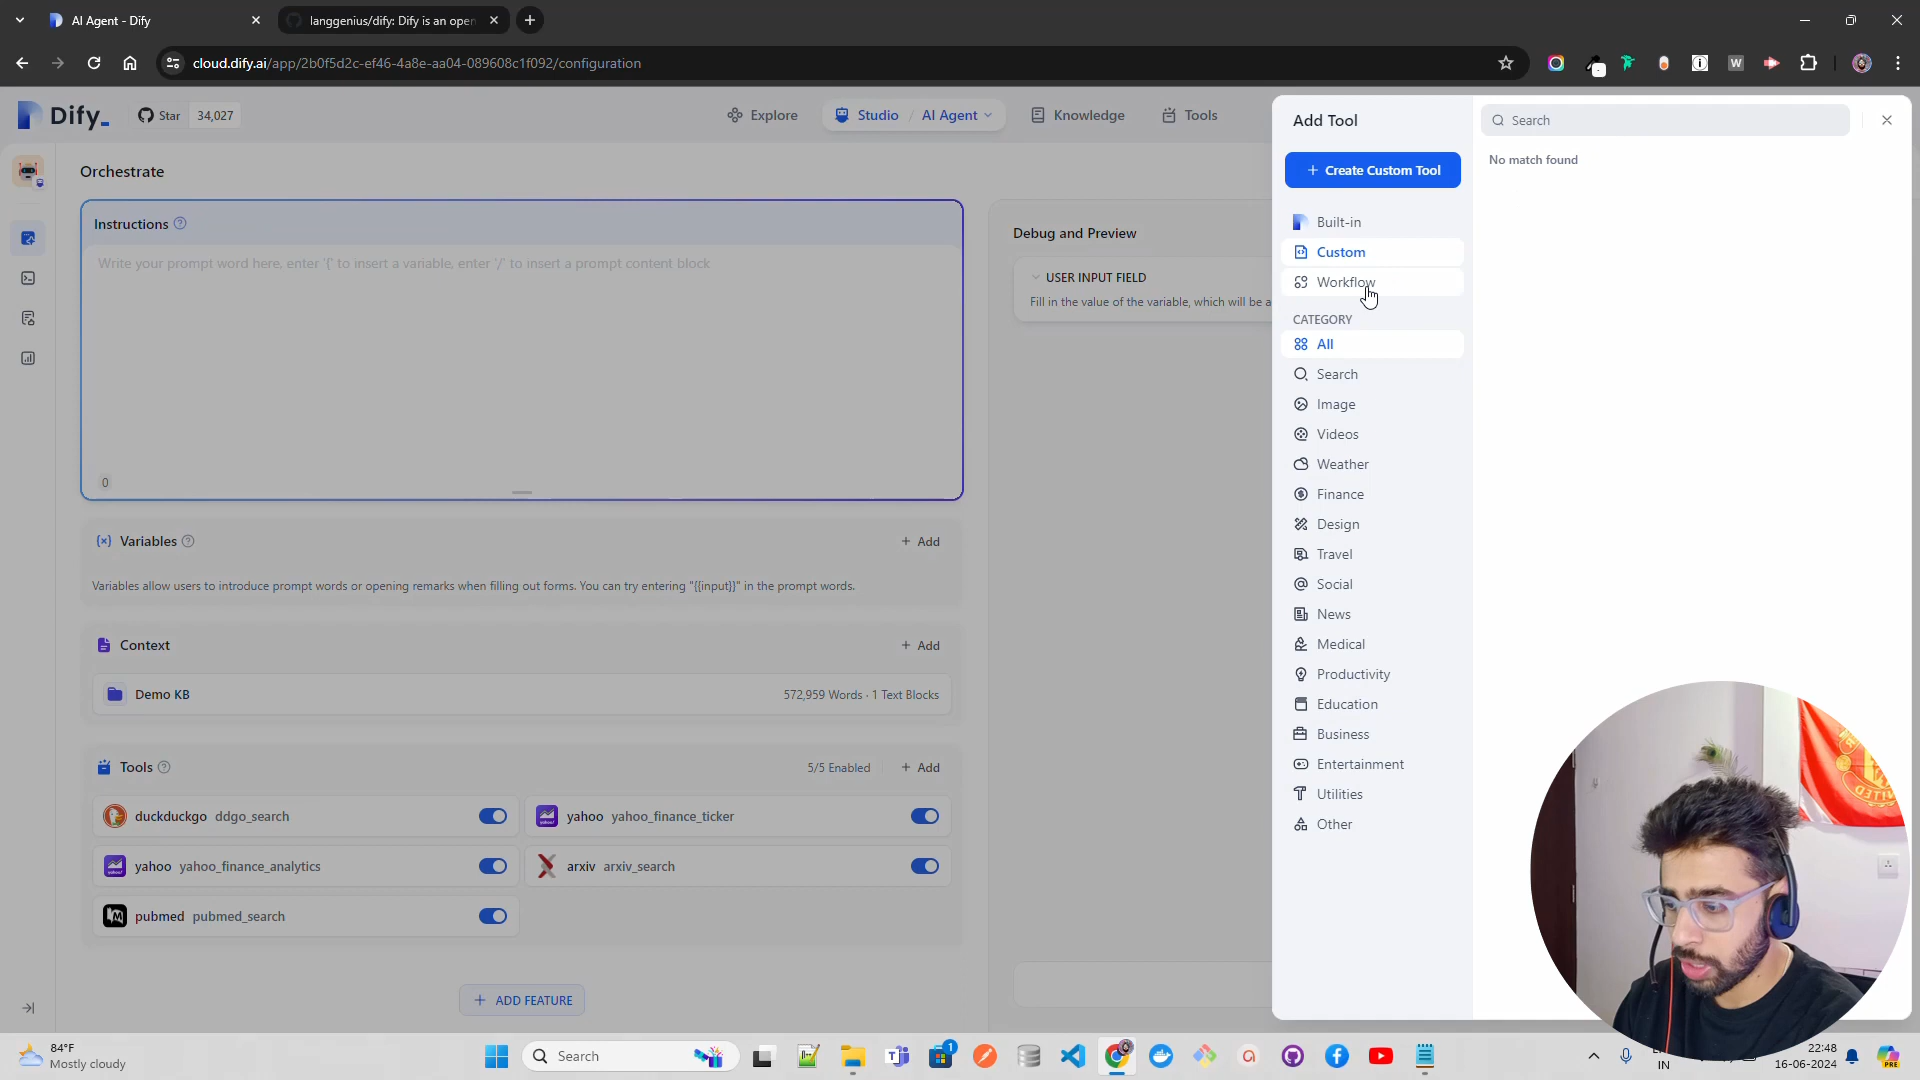 AI Agent - Dify
langgenius/dify: Dify is an open
cloud.dify.ai/app/2b0f5d2c-ef46-4a8e-aa04-089608c1f092/configuration
Dify_
Star 34,027
Explore
Studio / AI Agent
Knowledge
Tools
Orchestrate
Instructions
Write your prompt word here, enter '{' to insert a variable, enter '/' to insert a prompt content block
0
Variables
+ Add
Variables allow users to introduce prompt words or opening remarks when filling out forms. You can try entering "{{input}}" in the prompt words.
Context
+ Add
Demo KB
572,959 Words · 1 Text Blocks
Tools
5/5 Enabled
+ Add
duckduckgo ddgo_search
yahoo yahoo_finance_ticker
yahoo yahoo_finance_analytics
arxiv arxiv_search
pubmed pubmed_search
+ ADD FEATURE
Debug and Preview
USER INPUT FIELD
Fill in the value of the variable, which will be a
Add Tool
+ Create Custom Tool
Built-in
Custom
Workflow
CATEGORY
All
Search
Image
Videos
Weather
Finance
Design
Travel
Social
News
Medical
Productivity
Education
Business
Entertainment
Utilities
Other
Search
No match found
UNITED
84°F
Mostly cloudy
Search
1
IN
22:48
16-06-2024
PRE